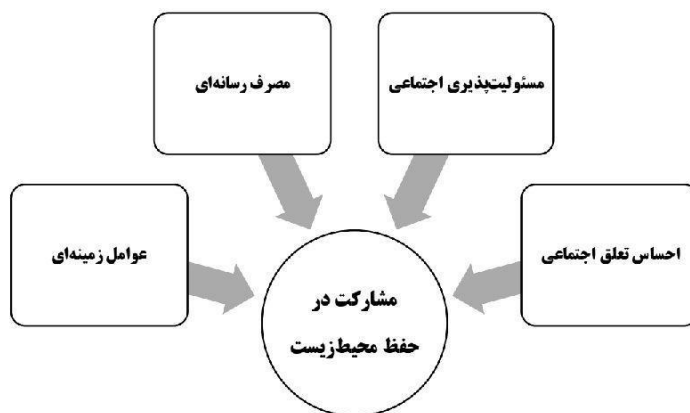 مسئولیت‌پذیری اجتماعی
مصرف رسانه‌ای
احساس تعلق اجتماعی
عوامل زمینه‌ای
مشارکت در
حفظ محیط‌زیست